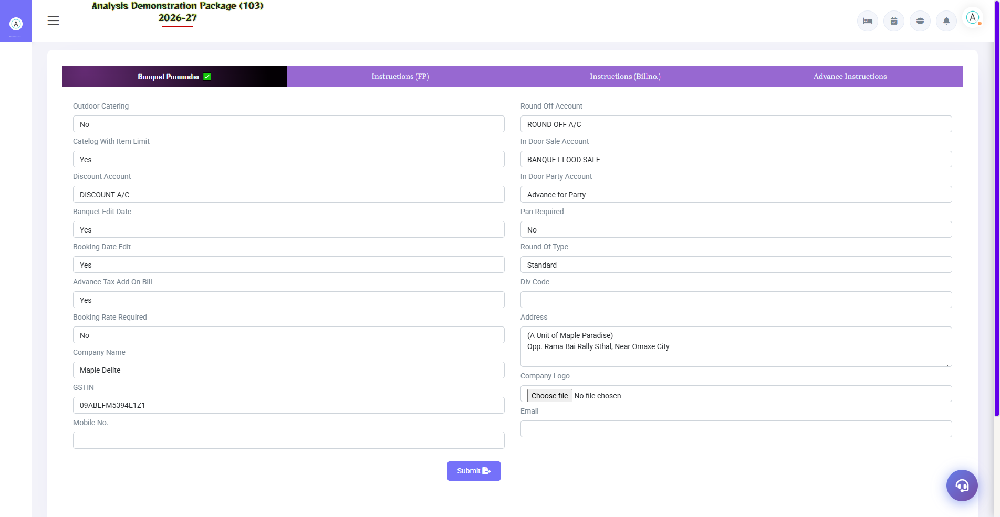 Analysis Demonstration Package (103)
2026-27
A
A
Banquet Parameter ✅
Instructions (FP)
Instructions (Billno.)
Advance Instructions
Outdoor Catering
No
Catelog With Item Limit
Yes
Discount Account
DISCOUNT A/C
Banquet Edit Date
Yes
Booking Date Edit
Yes
Advance Tax Add On Bill
Yes
Booking Rate Required
No
Company Name
Maple Delite
GSTIN
09ABEFM5394E1Z1
Mobile No.
Round Off Account
ROUND OFF A/C
In Door Sale Account
BANQUET FOOD SALE
In Door Party Account
Advance for Party
Pan Required
No
Round Of Type
Standard
Div Code
Address
(A Unit of Maple Paradise)
Opp. Rama Bai Rally Sthal, Near Omaxe City
Company Logo
Choose file No file chosen
Email
Submit